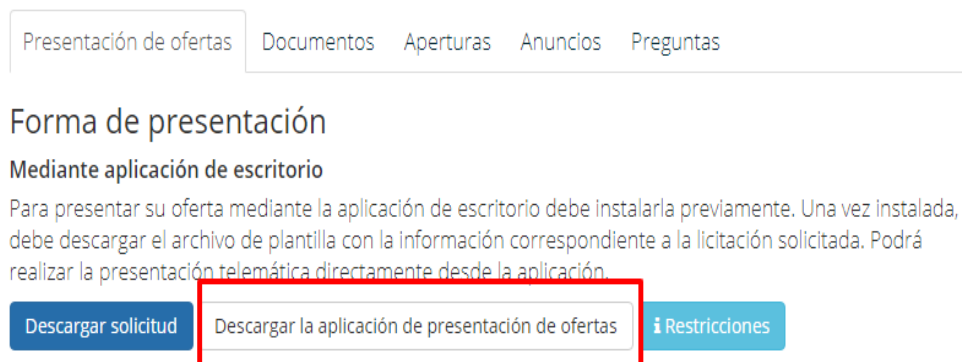 Presentación de ofertas Documentos Aperturas Anuncios Preguntas
Forma de presentación
Mediante aplicación de escritorio
Para presentar su oferta mediante la aplicación de escritorio debe instalarla previamente. Una vez instalada,
debe descargar el archivo de plantilla con la información correspondiente a la licitación solicitada. Podrá
realizar la presentación telemática directamente desde la aplicación.
Descargar solicitud Descargar la aplicación de presentación de ofertas i Restricciones